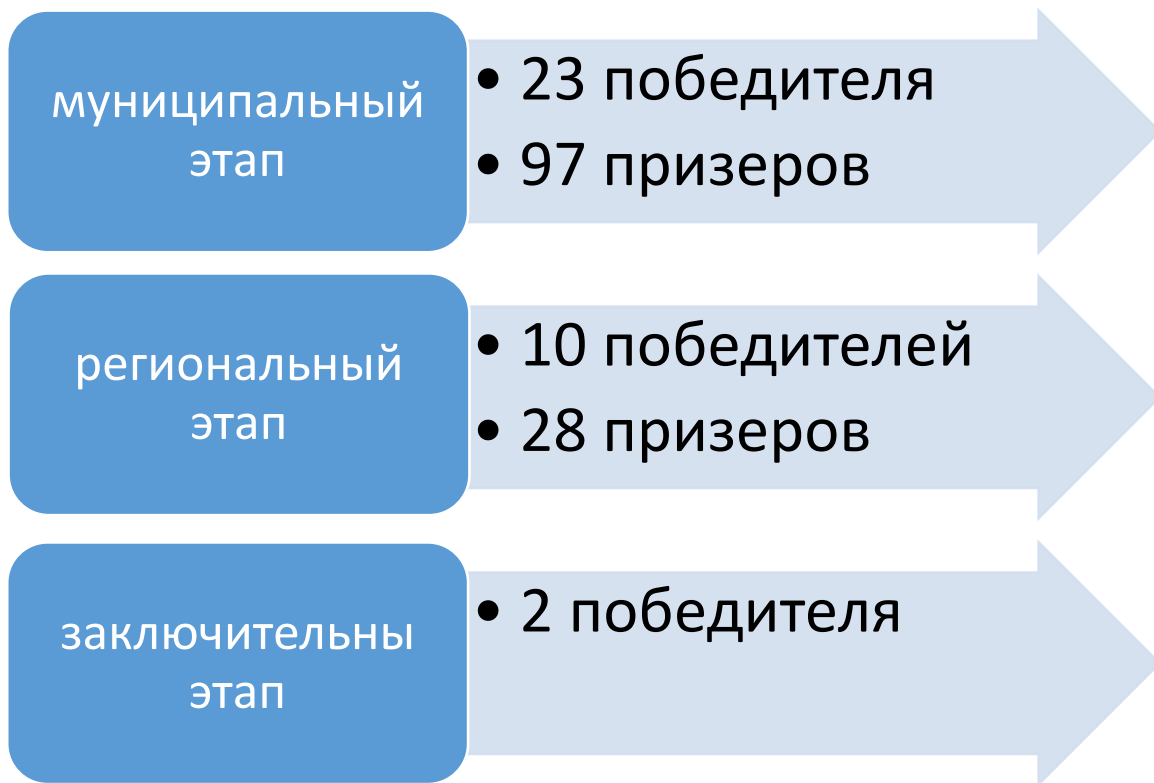 муниципальный
этап
• 23 победителя
• 97 призеров
региональный
этап
• 10 победителей
• 28 призеров
заключительны
этап
• 2 победителя